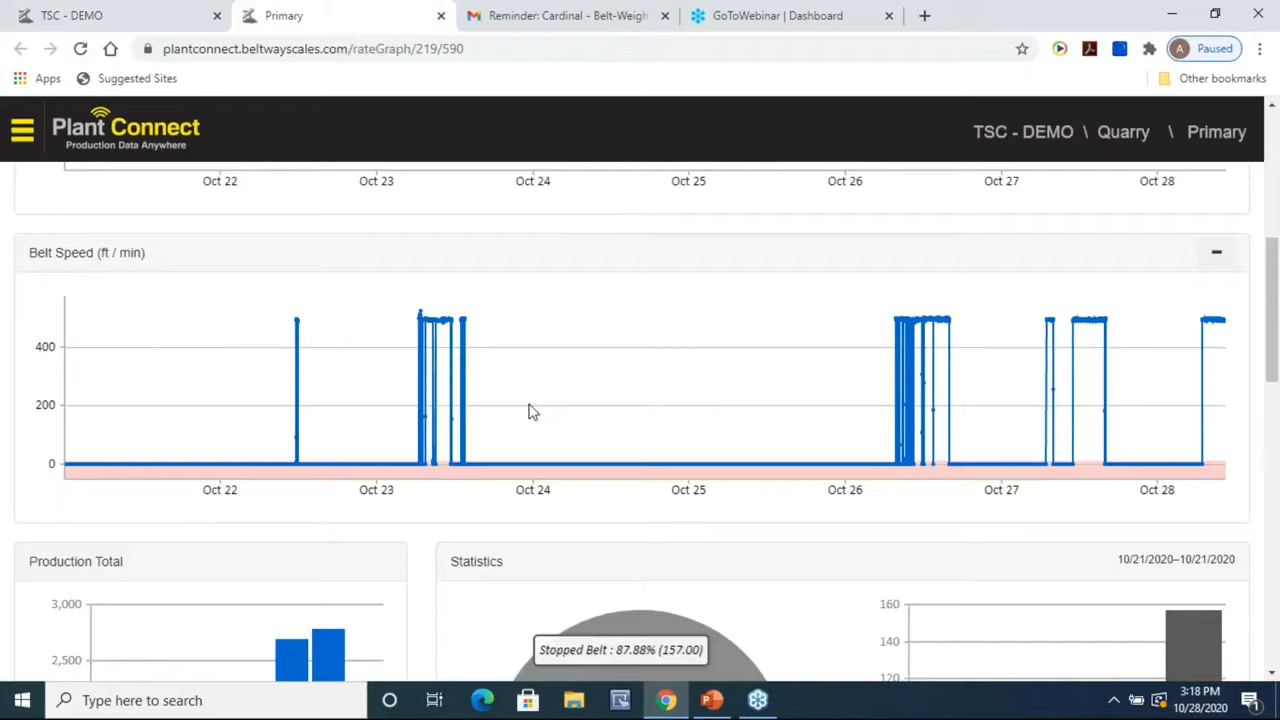 TSC - DEMO
Primary
Reminder: Cardinal - Belt-Weigh
GoToWebinar | Dashboard
plantconnect.beltwayscales.com/rateGraph/219/590
A Paused
Apps Suggested Sites Other bookmarks
Plant Connect
Production Data Anywhere
TSC - DEMO \ Quarry \ Primary
Oct 22 Oct 23 Oct 24 Oct 25 Oct 26 Oct 27 Oct 28
Belt Speed (ft / min)
400
200
0
Oct 22 Oct 23 Oct 24 Oct 25 Oct 26 Oct 27 Oct 28
Production Total
Statistics
10/21/2020–10/21/2020
3,000
2,500
Stopped Belt : 87.88% (157.00)
160
140
120
Type here to search
3:18 PM
10/28/2020
1